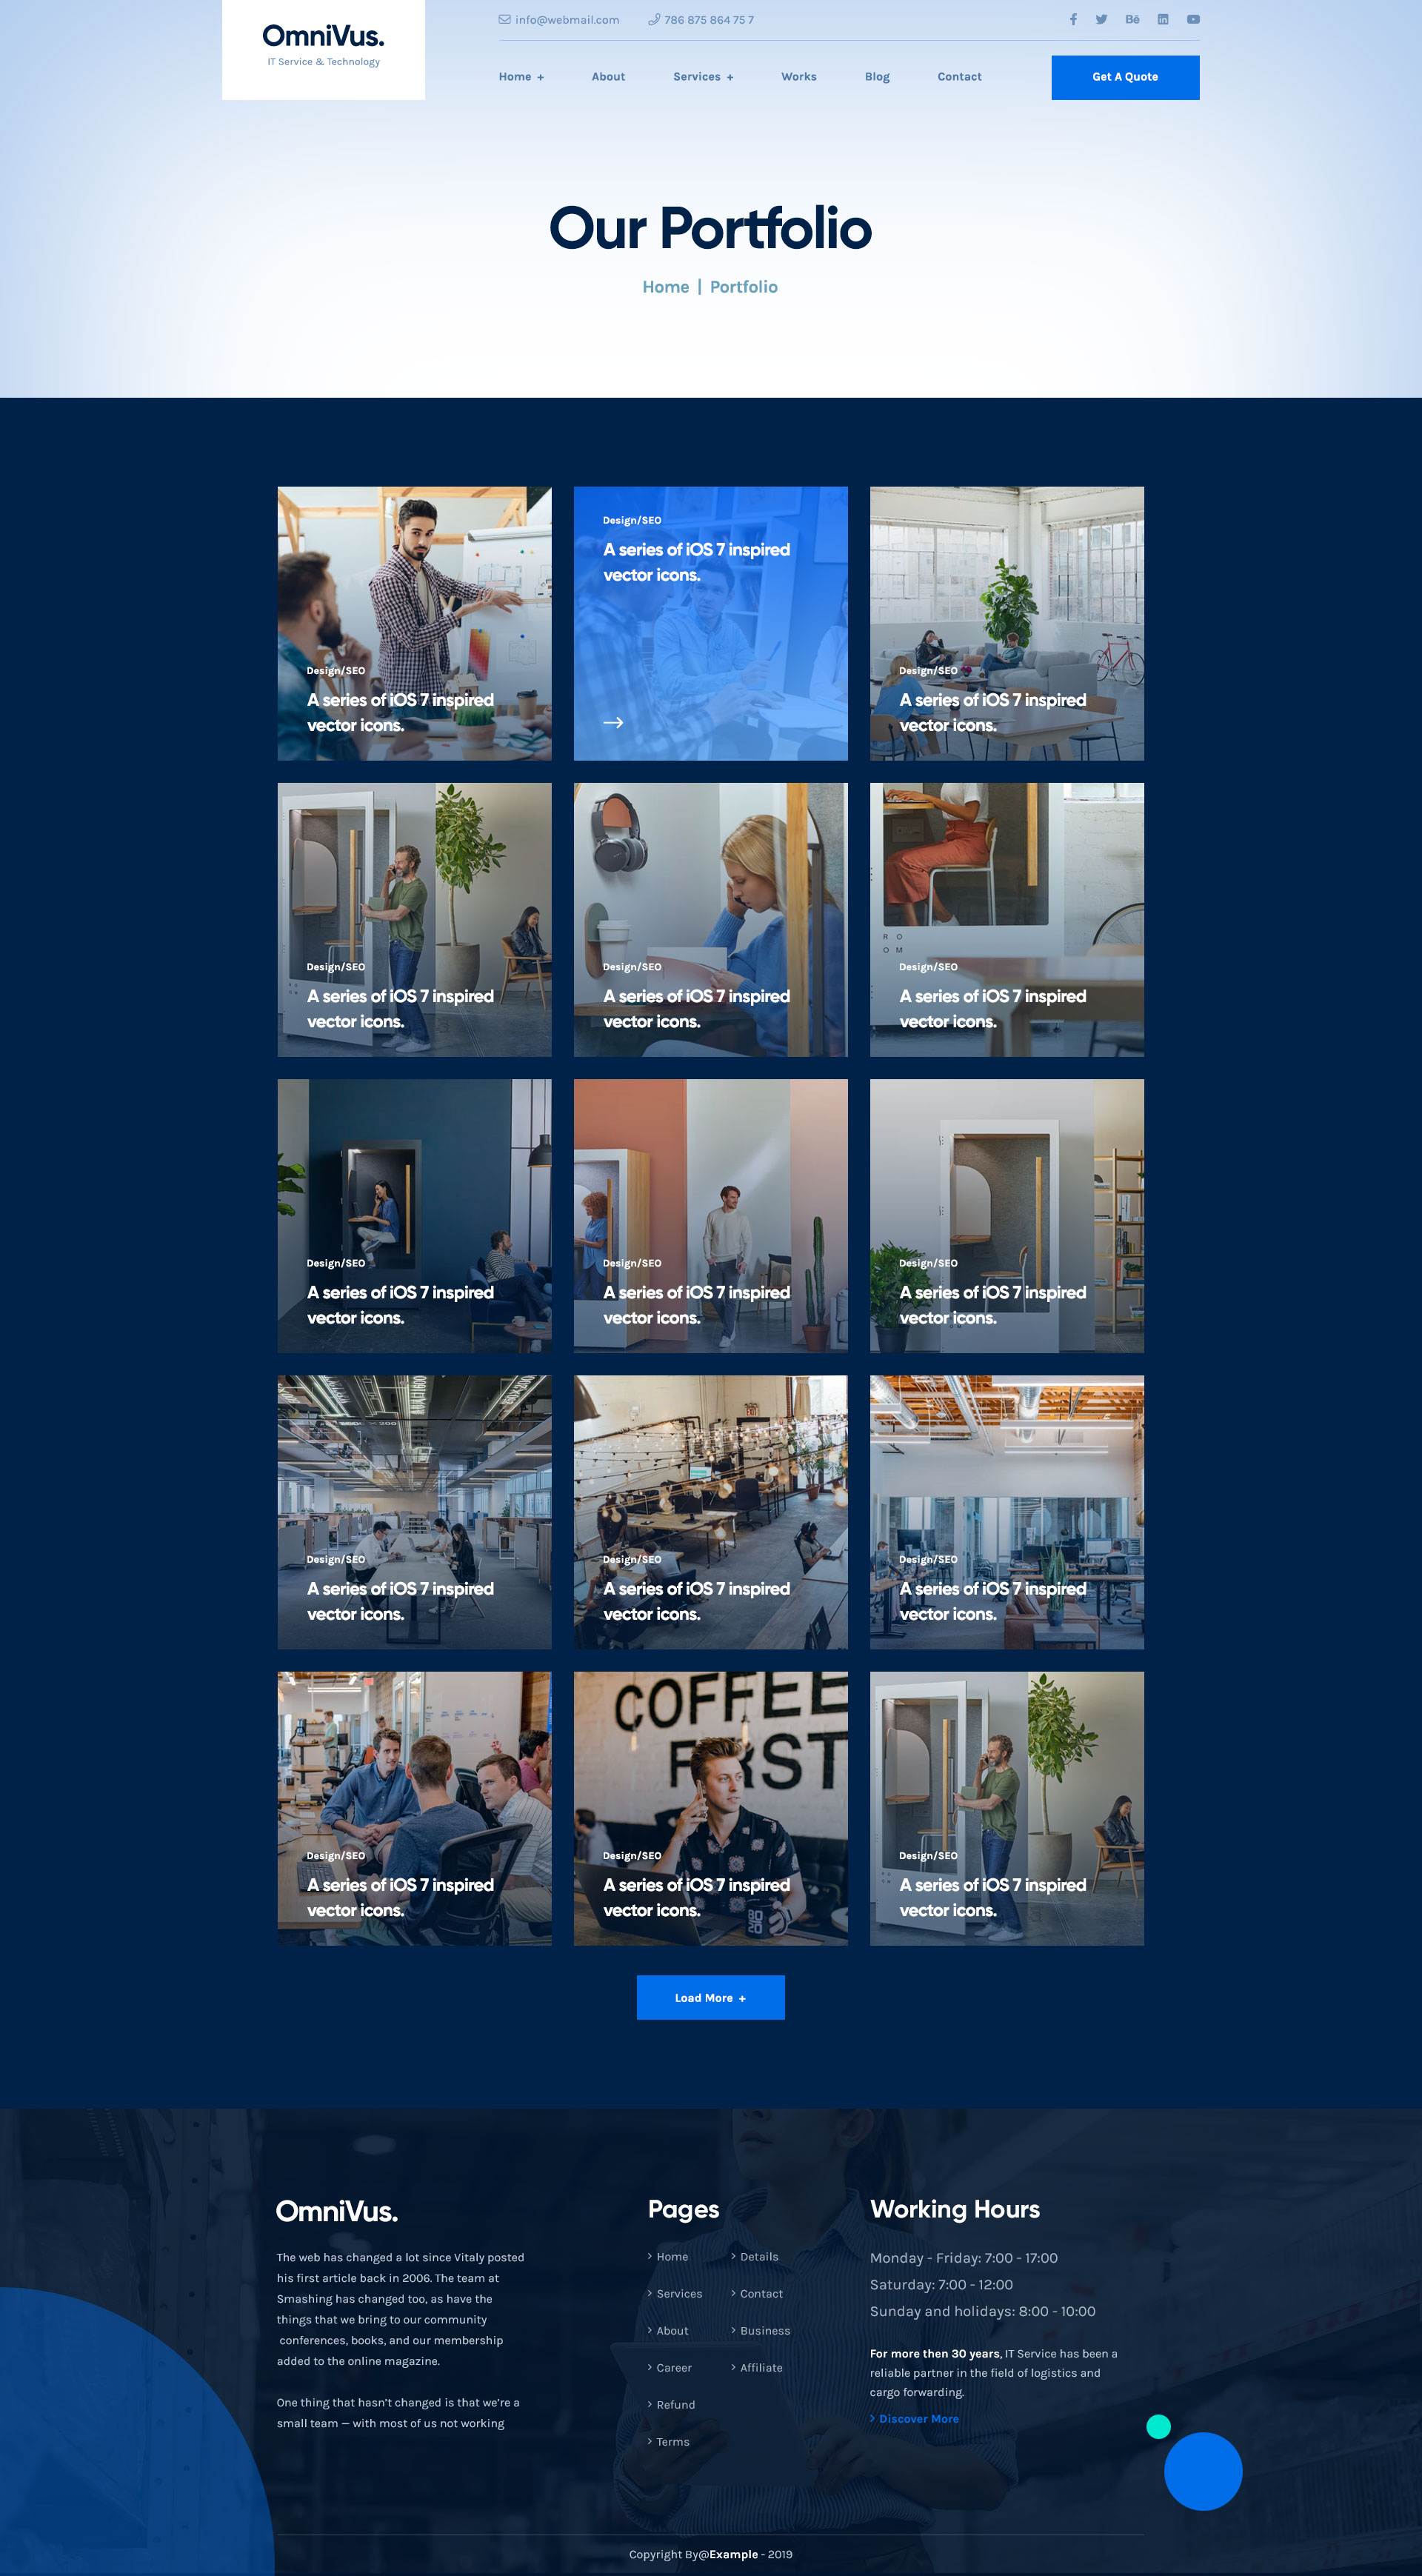 OmniVus.
IT Service & Technology
info@webmail.com
786 875 864 75 7
Bē
Home +
About
Services +
Works
Blog
Contact
Get A Quote
Our Portfolio
Home | Portfolio
Design/SEO
A series of iOS 7 inspired
vector icons.
Design/SEO
A series of iOS 7 inspired
vector icons.
Design/SEO
A series of iOS 7 inspired
vector icons.
Design/SEO
A series of iOS 7 inspired
vector icons.
Design/SEO
A series of iOS 7 inspired
vector icons.
R O
O M
Design/SEO
A series of iOS 7 inspired
vector icons.
Design/SEO
A series of iOS 7 inspired
vector icons.
Design/SEO
A series of iOS 7 inspired
vector icons.
Design/SEO
A series of iOS 7 inspired
vector icons.
Design/SEO
A series of iOS 7 inspired
vector icons.
EXIT
Design/SEO
A series of iOS 7 inspired
vector icons.
Design/SEO
A series of iOS 7 inspired
vector icons.
Design/SEO
A series of iOS 7 inspired
vector icons.
COFFEE
FIRST
Design/SEO
A series of iOS 7 inspired
vector icons.
Design/SEO
A series of iOS 7 inspired
vector icons.
Load More +
OmniVus.
The web has changed a lot since Vitaly posted
his first article back in 2006. The team at
Smashing has changed too, as have the
things that we bring to our community
conferences, books, and our membership
added to the online magazine.
One thing that hasn't changed is that we're a
small team — with most of us not working
Pages
Home
Details
Services
Contact
About
Business
Career
Affiliate
Refund
Terms
Working Hours
Monday - Friday: 7:00 - 17:00
Saturday: 7:00 - 12:00
Sunday and holidays: 8:00 - 10:00
For more then 30 years, IT Service has been a
reliable partner in the field of logistics and
cargo forwarding.
Discover More
Copyright By@Example - 2019